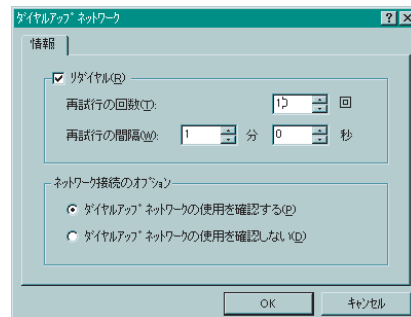 ダイヤルアップ ネットワーク
情報
リダイヤル(R)
再試行の回数(T): 回
再試行の間隔(W): 1 分 0 秒
ネットワーク接続のオプション
ダイヤルアップ ネットワークの使用を確認する(P)
ダイヤルアップ ネットワークの使用を確認しない(D)
OK キャンセル